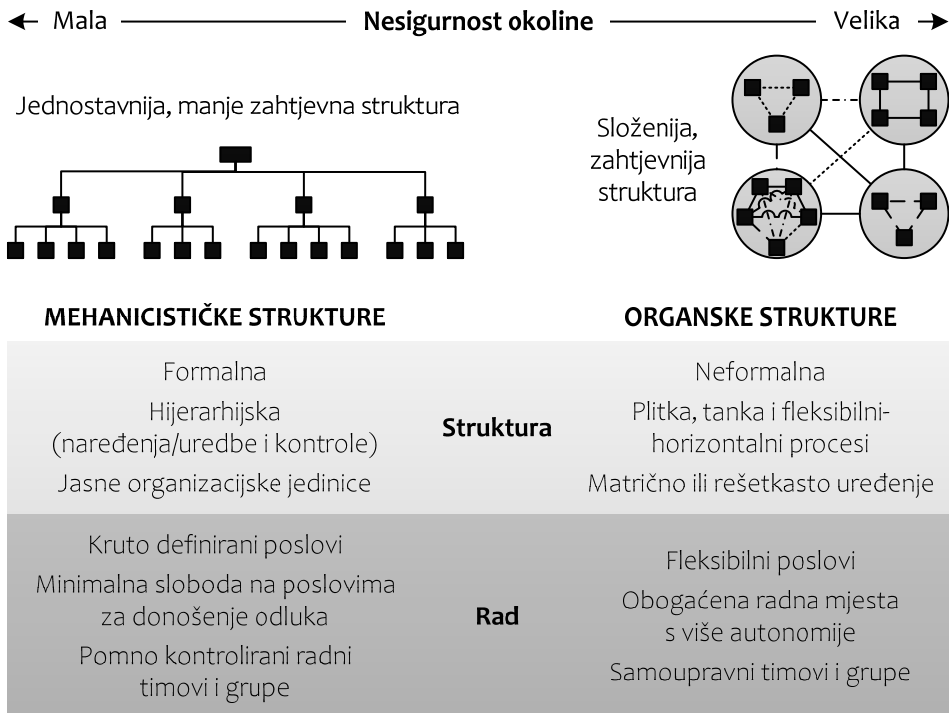 Mala
Nesigurnost okoline
Velika
Jednostavnija, manje zahtjevna struktura
Složenija,
zahtjevnija
struktura
MEHANICISTIČKE STRUKTURE
ORGANSKE STRUKTURE
Formalna
Hijerarhijska
(naređenja/uredbe i kontrole)
Jasne organizacijske jedinice
Struktura
Neformalna
Plitka, tanka i fleksibilni-
horizontalni procesi
Matrično ili rešetkasto uređenje
Kruto definirani poslovi
Minimalna sloboda na poslovima
za donošenje odluka
Pomno kontrolirani radni
timovi i grupe
Rad
Fleksibilni poslovi
Obogaćena radna mjesta
s više autonomije
Samoupravni timovi i grupe